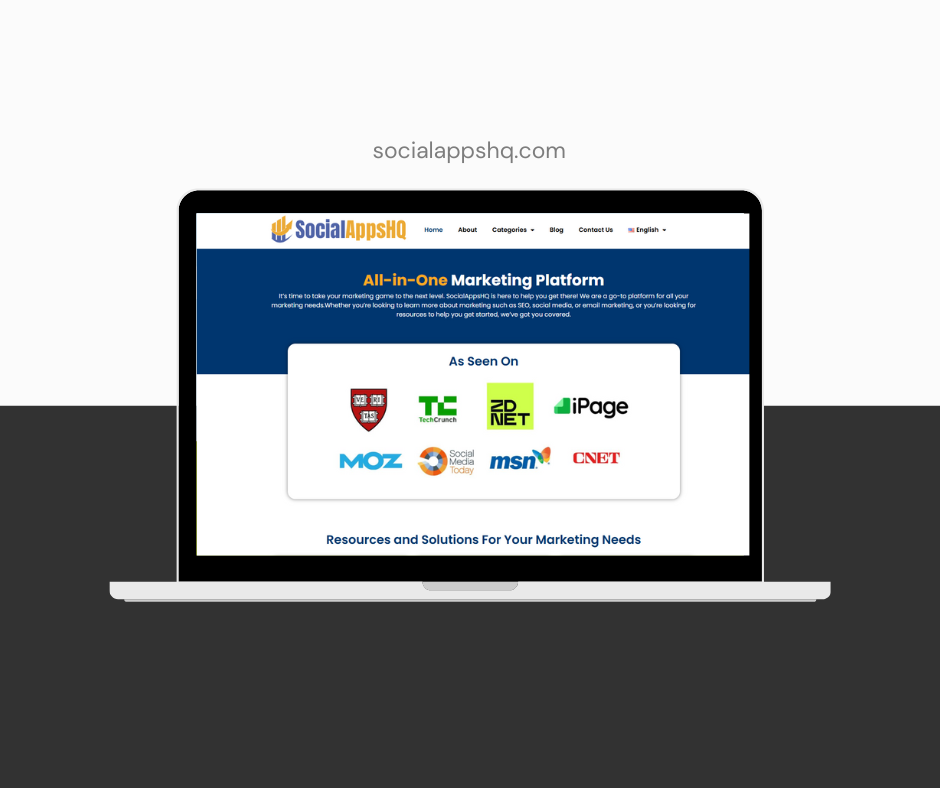 socialappshq.com
SocialAppsHQ
Home About Categories Blog Contact Us English
All-in-One Marketing Platform
It's time to take your marketing game to the next level. SocialAppsHQ is here to help you get there! We are a go-to platform for all your
marketing needs.Whether you're looking to learn more about marketing such as SEO, social media, or email marketing, or you're looking for
resources to help you get started, we've got you covered.
As Seen On
VE RI TAS
TC
TechCrunch
ZDNET
iPage
MOZ
Social
Media
Today
msn
CNET
Resources and Solutions For Your Marketing Needs